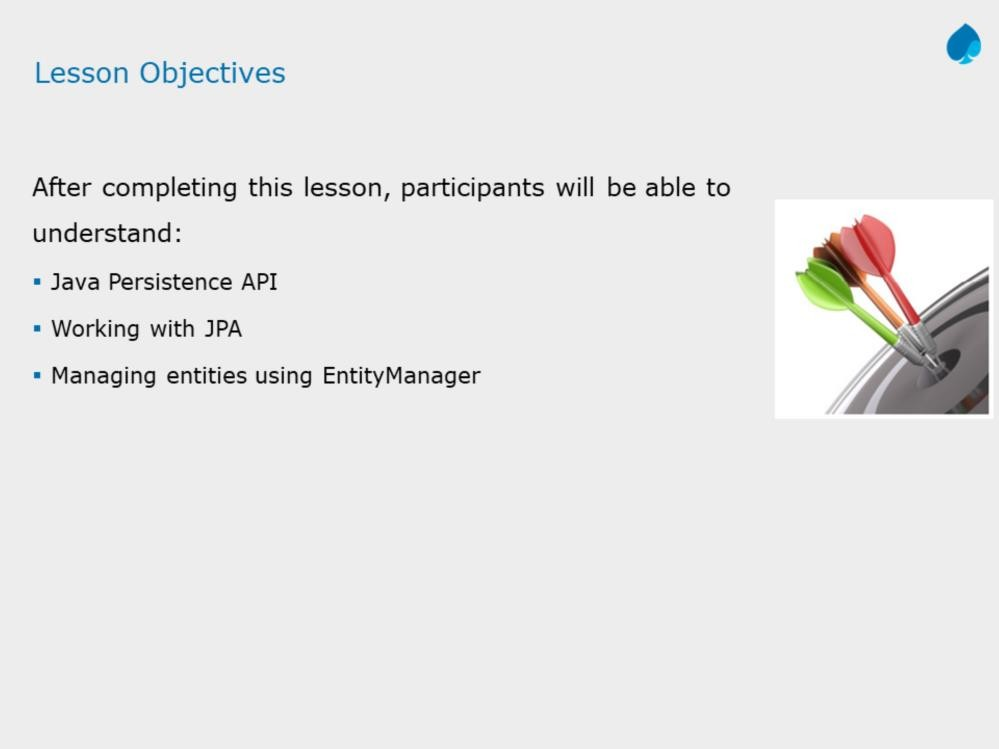 Lesson Objectives
After completing this lesson, participants will be able to
understand:
▪ Java Persistence API
▪ Working with JPA
▪ Managing entities using EntityManager